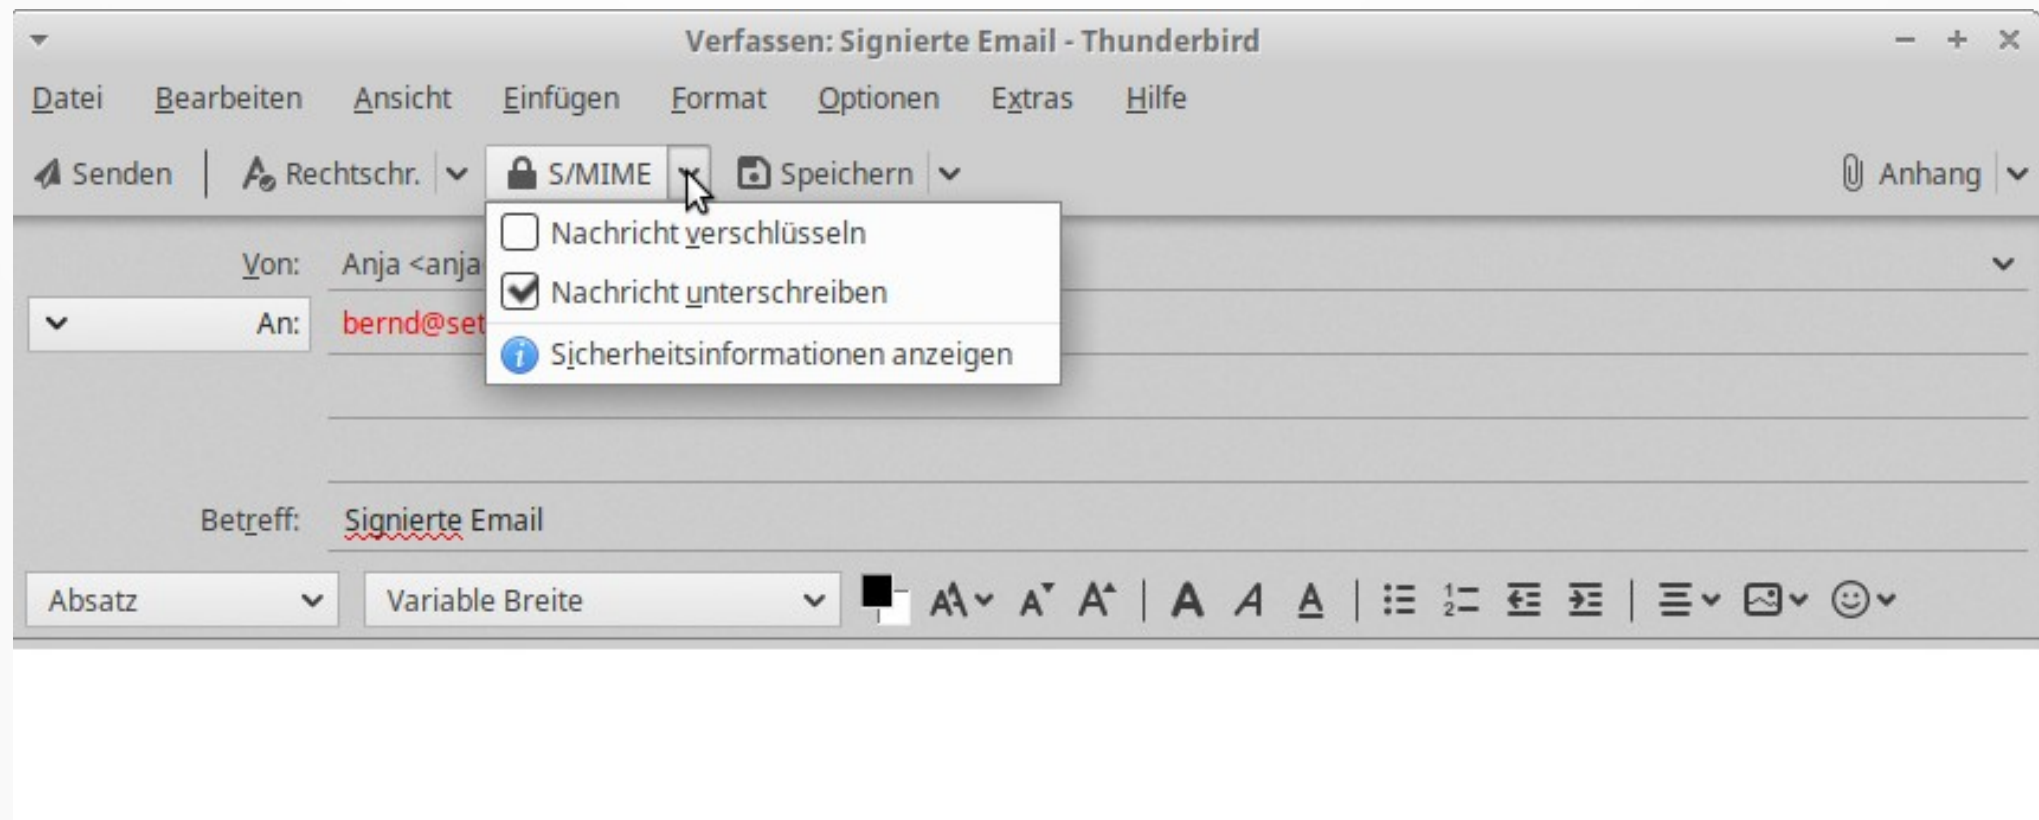 Verfassen: Signierte Email - Thunderbird
Datei Bearbeiten Ansicht Einfügen Format Optionen Extras Hilfe
Senden Rechtschr. S/MIME Speichern Anhang
Nachricht verschlüsseln
Von: Anja <anja
Nachricht unterschreiben
An: bernd@set
Sicherheitsinformationen anzeigen
Betreff: Signierte Email
Absatz Variable Breite